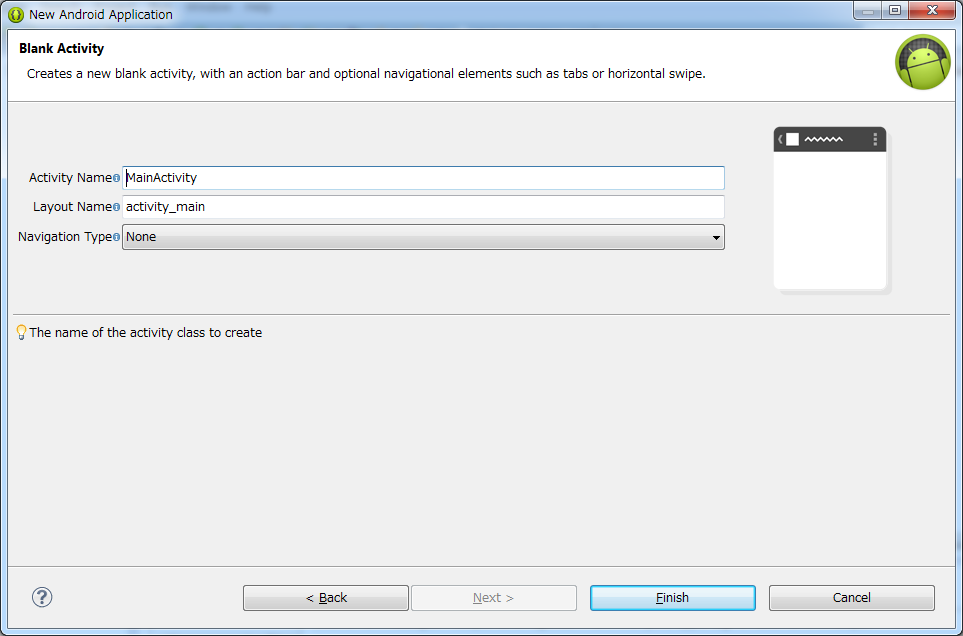 New Android Application
Blank Activity
Creates a new blank activity, with an action bar and optional navigational elements such as tabs or horizontal swipe.
Activity Name
MainActivity
Layout Name
activity_main
Navigation Type
None
The name of the activity class to create
?
< Back
Next >
Finish
Cancel